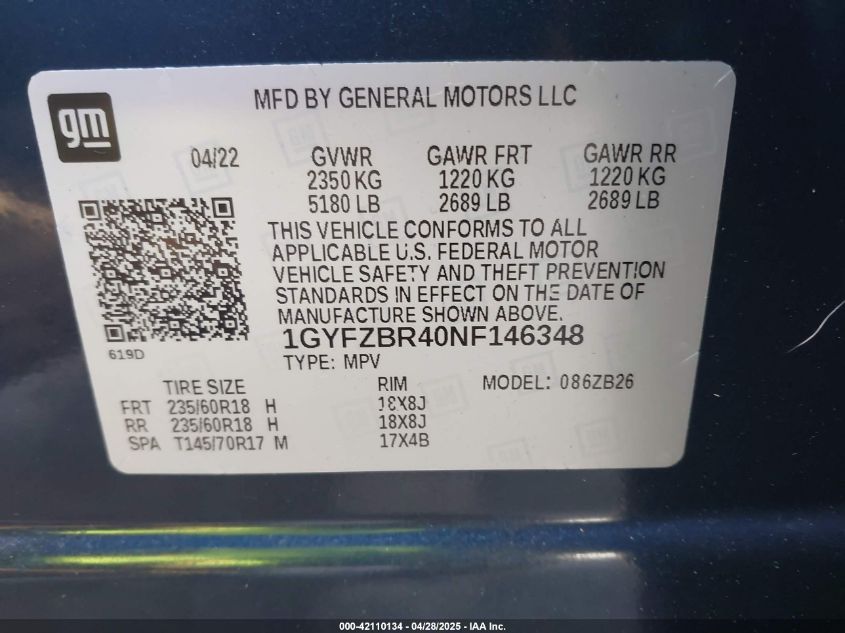 MFD BY GENERAL MOTORS LLC
gm
04/22 GVWR GAWR FRT GAWR RR
2350 KG 1220 KG 1220 KG
5180 LB 2689 LB 2689 LB
THIS VEHICLE CONFORMS TO ALL
APPLICABLE U.S. FEDERAL MOTOR
VEHICLE SAFETY AND THEFT PREVENTION
STANDARDS IN EFFECT ON THE DATE OF
MANUFACTURE SHOWN ABOVE.
619D
1GYFZBR40NF146348
TYPE: MPV
TIRE SIZE RIM MODEL: 086ZB26
FRT 235/60R18 H 18X8J
RR 235/60R18 H 18X8J
SPA T145/70R17 M 17X4B
000-42110134 - 04/28/2025 - IAA Inc.